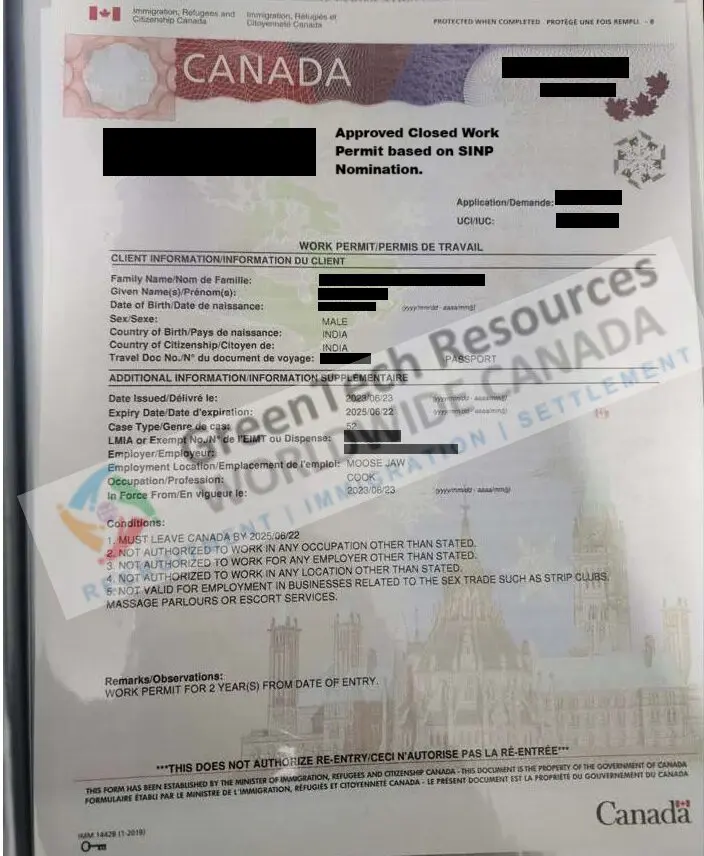 Immigration, Refugees and Citizenship Canada
Immigration, Réfugiés et Citoyenneté Canada
PROTECTED WHEN COMPLETED - PROTÉGÉ UNE FOIS REMPLI - B
CANADA
Approved Closed Work
Permit based on SINP
Nomination.
Application/Demande:
UCI/IUC:
WORK PERMIT/PERMIS DE TRAVAIL
CLIENT INFORMATION/INFORMATION DU CLIENT
Family Name/Nom de Famille:
Given Name(s)/Prénom(s):
Date of Birth/Date de naissance: (yyyy/mm/dd - aaaa/mm/jj)
Sex/Sexe: MALE
Country of Birth/Pays de naissance: INDIA
Country of Citizenship/Citoyen de: INDIA
Travel Doc No./N° du document de voyage: PASSPORT
ADDITIONAL INFORMATION/INFORMATION SUPPLÉMENTAIRE
Date Issued/Délivré le: 2023/06/23 (yyyy/mm/dd - aaaa/mm/jj)
Expiry Date/Date d'expiration: 2025/06/22 (yyyy/mm/dd - aaaa/mm/jj)
Case Type/Genre de cas: 52
LMIA or Exempt No./N° de l'EIMT ou Dispense:
Employer/Employeur:
Employment Location/Emplacement de l'emploi: MOOSE JAW
Occupation/Profession: COOK
In Force From/En vigueur le: 2023/06/23 (yyyy/mm/dd - aaaa/mm/jj)
GreenTech Resources
WORLDWIDE CANADA
IMMIGRATION | SETTLEMENT
Conditions:
1. MUST LEAVE CANADA BY 2025/06/22
2. NOT AUTHORIZED TO WORK IN ANY OCCUPATION OTHER THAN STATED.
3. NOT AUTHORIZED TO WORK FOR ANY EMPLOYER OTHER THAN STATED.
4. NOT AUTHORIZED TO WORK IN ANY LOCATION OTHER THAN STATED.
5. NOT VALID FOR EMPLOYMENT IN BUSINESSES RELATED TO THE SEX TRADE SUCH AS STRIP CLUBS,
MASSAGE PARLOURS OR ESCORT SERVICES.
Remarks/Observations:
WORK PERMIT FOR 2 YEAR(S) FROM DATE OF ENTRY.
***THIS DOES NOT AUTHORIZE RE-ENTRY/CECI N'AUTORISE PAS LA RÉ-ENTRÉE***
THIS FORM HAS BEEN ESTABLISHED BY THE MINISTER OF IMMIGRATION, REFUGEES AND CITIZENSHIP CANADA - THIS DOCUMENT IS THE PROPERTY OF THE GOVERNMENT OF CANADA
FORMULAIRE ÉTABLI PAR LE MINISTRE DE L'IMMIGRATION, RÉFUGIÉS ET CITOYENNETÉ CANADA - LE PRÉSENT DOCUMENT EST LA PROPRIÉTÉ DU GOUVERNEMENT DU CANADA
Canada
IMM 1442B (1-2019)